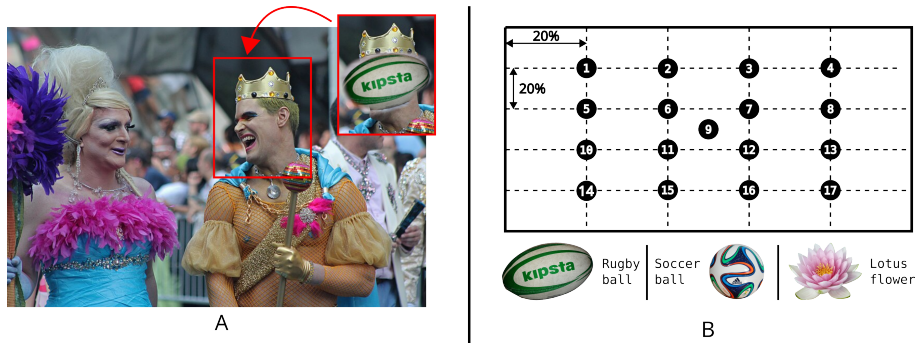 kipsta
A
20%
20%
1 2 3 4
5 6 7 8
9
10 11 12 13
14 15 16 17
kipsta
Rugby
ball
Soccer
ball
Lotus
flower
B